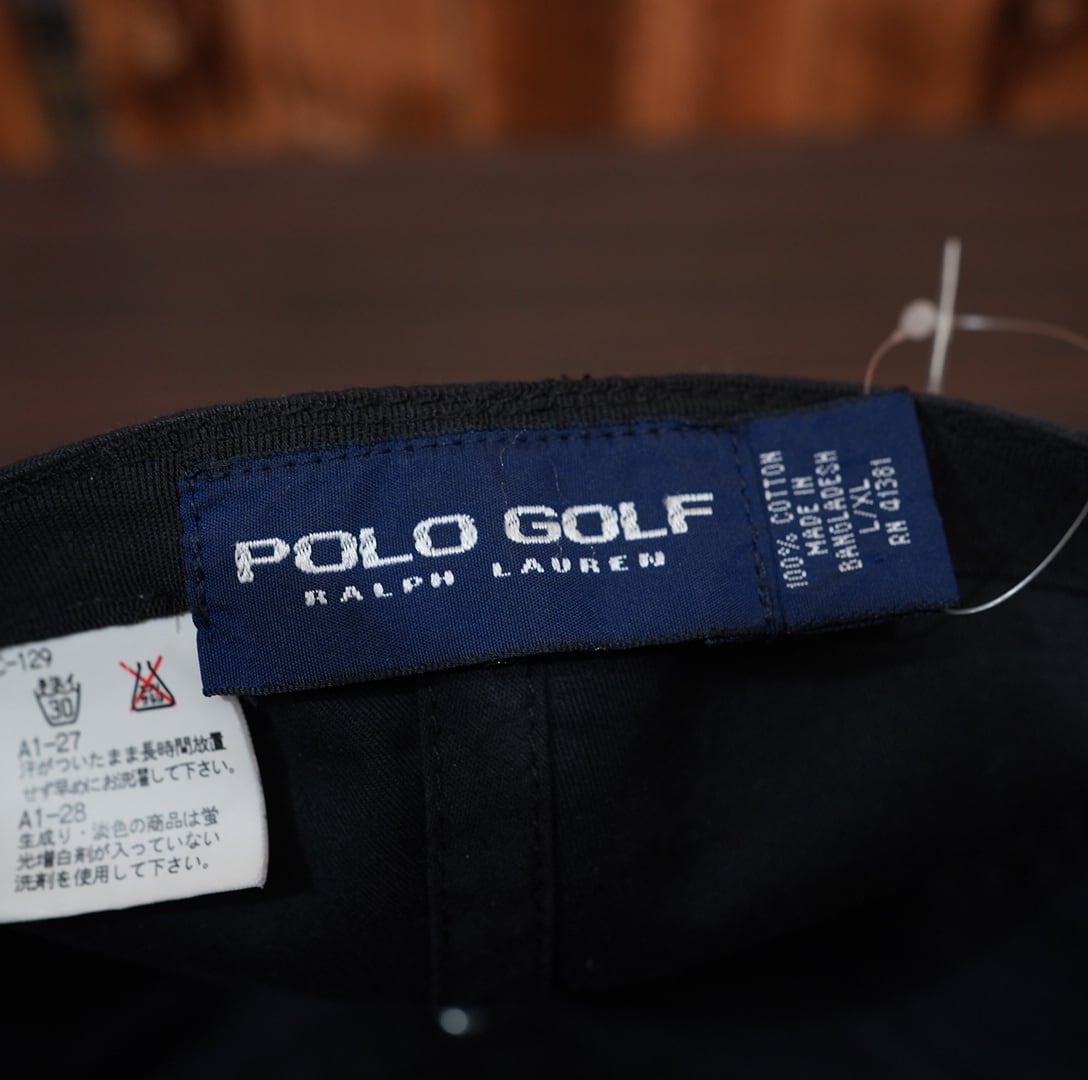 POLO GOLF
RALPH LAUREN
100% COTTON
MADE IN
BANGLADESH
L/XL
RN 41381
-129
30
A1-27
汗がついたまま長時間放置
せず早めにお洗濯して下さい。
A1-28
生成り・淡色の商品は蛍
光増白剤が入っていない
洗剤を使用して下さい。